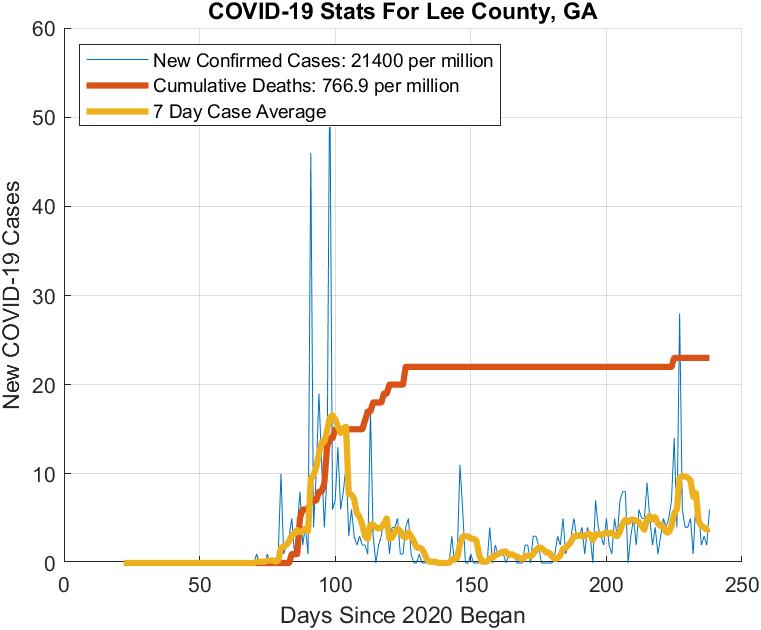 COVID-19 Stats For Lee County, GA
60
New Confirmed Cases: 21400 per million
Cumulative Deaths: 766.9 per million
7 Day Case Average
50
40
30
20
10
0
New COVID-19 Cases
0 50 100 150 200 250
Days Since 2020 Began